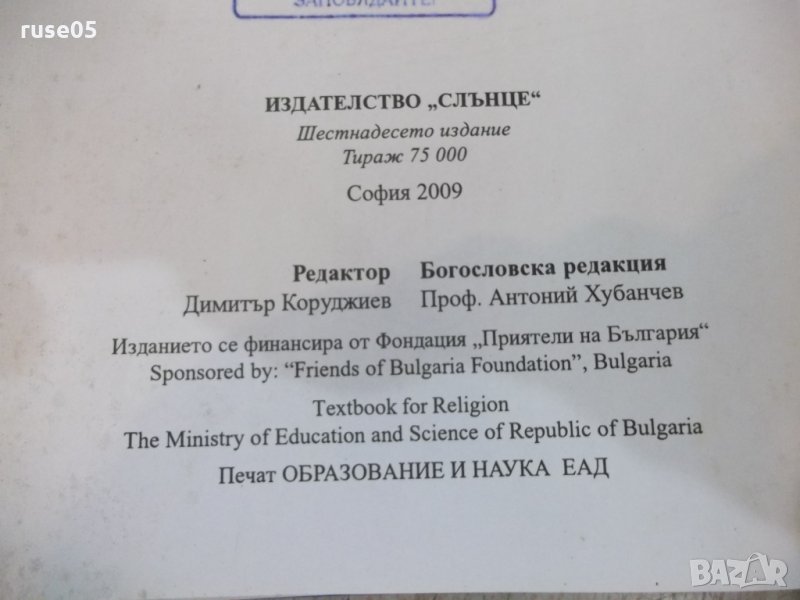 ruse05
ЗАПОВЯДАЙТЕ!
ИЗДАТЕЛСТВО „СЛЪНЦЕ“
Шестнадесето издание
Тираж 75 000
София 2009
Редактор Богословска редакция
Димитър Коруджиев Проф. Антоний Хубанчев
Изданието се финансира от Фондация „Приятели на България“
Sponsored by: “Friends of Bulgaria Foundation”, Bulgaria
Textbook for Religion
The Ministry of Education and Science of Republic of Bulgaria
Печат ОБРАЗОВАНИЕ И НАУКА ЕАД
BAZAR